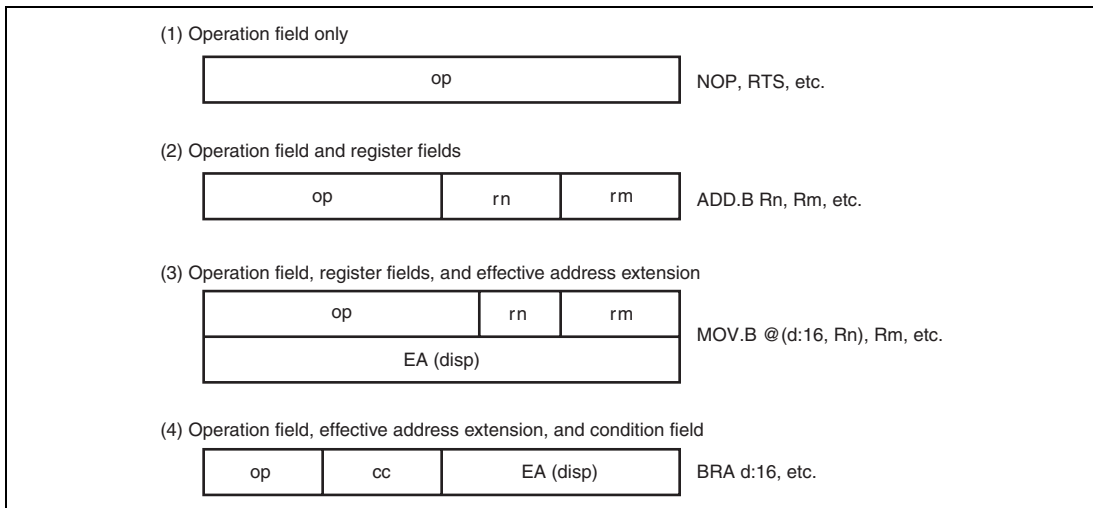 (1) Operation field only
op
NOP, RTS, etc.
(2) Operation field and register fields
op rn rm
ADD.B Rn, Rm, etc.
(3) Operation field, register fields, and effective address extension
op rn rm
EA (disp)
MOV.B @(d:16, Rn), Rm, etc.
(4) Operation field, effective address extension, and condition field
op cc EA (disp)
BRA d:16, etc.